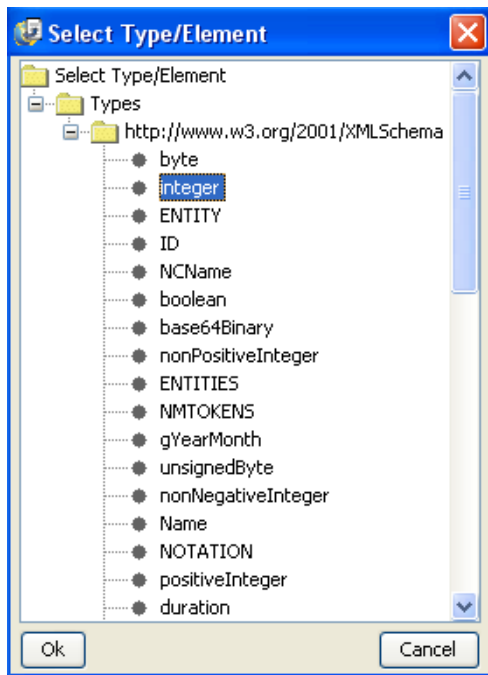 Select Type/Element
Select Type/Element
Types
http://www.w3.org/2001/XMLSchema
byte
integer
ENTITY
ID
NCName
boolean
base64Binary
nonPositiveInteger
ENTITIES
NMTOKENS
gYearMonth
unsignedByte
nonNegativeInteger
Name
NOTATION
positiveInteger
duration
Ok Cancel